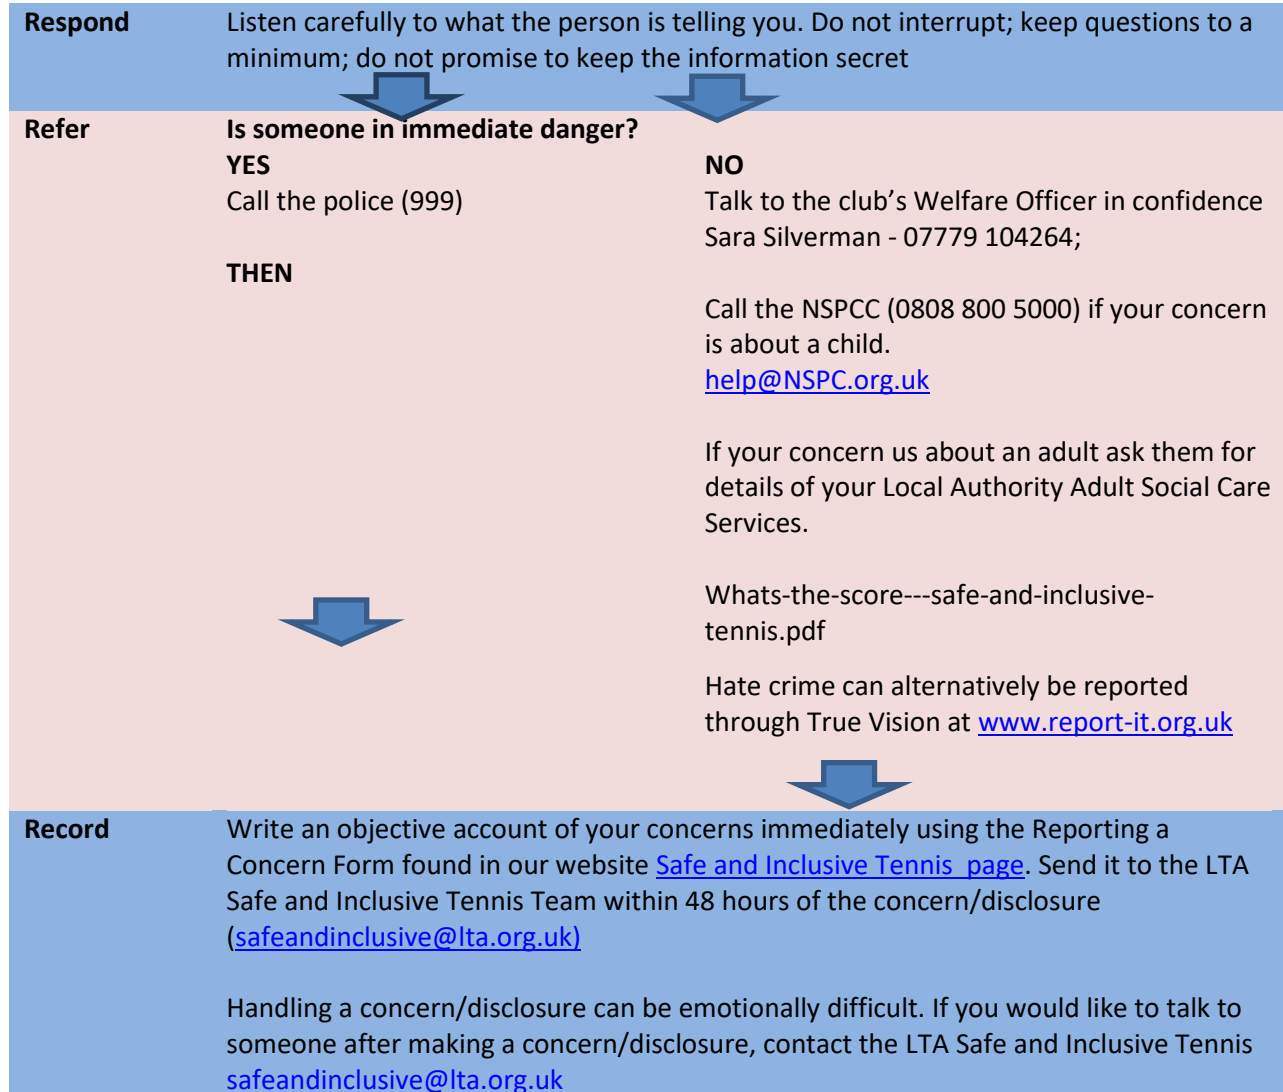 Respond
Listen carefully to what the person is telling you. Do not interrupt; keep questions to a
minimum; do not promise to keep the information secret
Refer
Is someone in immediate danger?
YES
Call the police (999)
THEN
NO
Talk to the club’s Welfare Officer in confidence
Sara Silverman - 07779 104264;
Call the NSPCC (0808 800 5000) if your concern
is about a child.
help@NSPC.org.uk
If your concern us about an adult ask them for
details of your Local Authority Adult Social Care
Services.
Whats-the-score---safe-and-inclusive-
tennis.pdf
Hate crime can alternatively be reported
through True Vision at www.report-it.org.uk
Record
Write an objective account of your concerns immediately using the Reporting a
Concern Form found in our website Safe and Inclusive Tennis page. Send it to the LTA
Safe and Inclusive Tennis Team within 48 hours of the concern/disclosure
(safeandinclusive@lta.org.uk)
Handling a concern/disclosure can be emotionally difficult. If you would like to talk to
someone after making a concern/disclosure, contact the LTA Safe and Inclusive Tennis
safeandinclusive@lta.org.uk